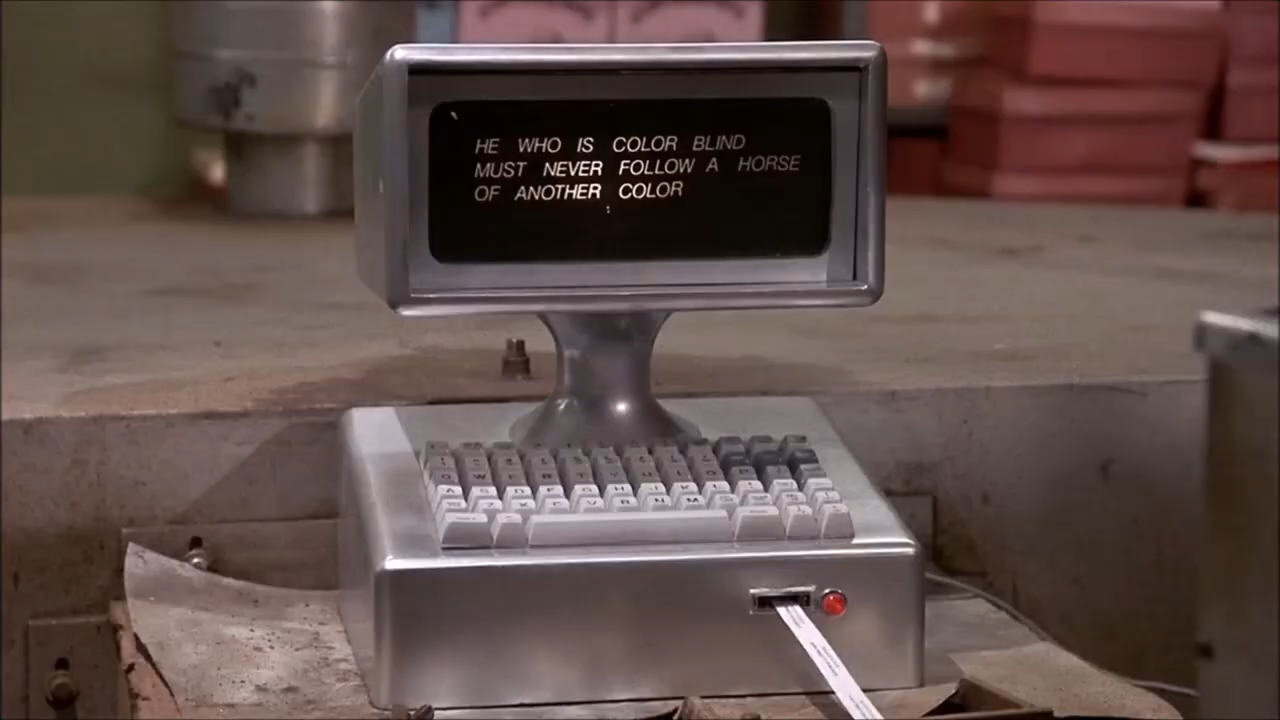 HE WHO IS COLOR BLIND
MUST NEVER FOLLOW A HORSE
OF ANOTHER COLOR
A S D F G H J K
Z X C V B N M